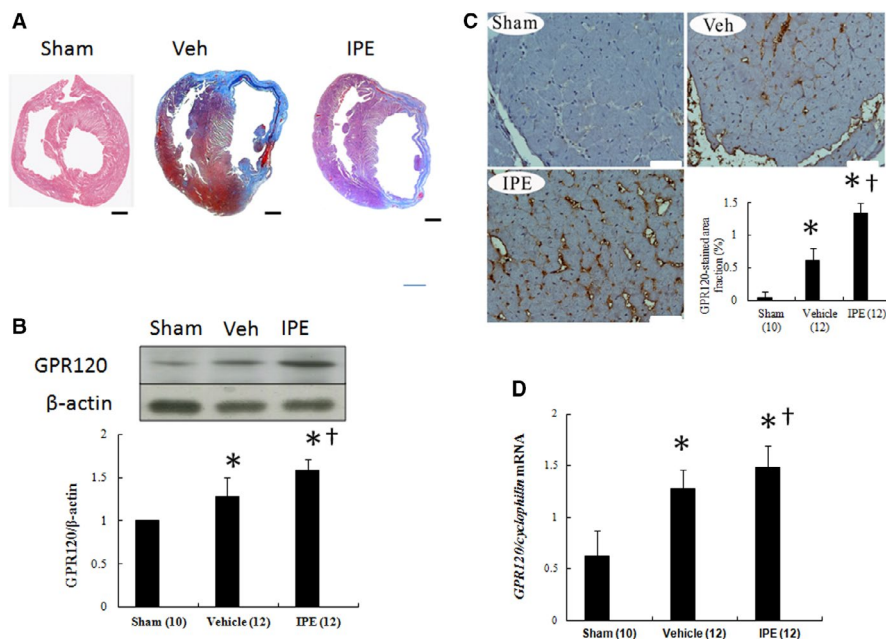 A
Sham Veh IPE
B
Sham Veh IPE
GPR120
β-actin
GPR120/β-actin
2
1.5
1
0.5
0
* * †
Sham (10) Vehicle (12) IPE (12)
C
Sham
Veh
IPE
GPR120-stained area
fraction (%)
1.5
1
0.5
0
* * †
Sham Vehicle IPE (12)
(10) (12)
D
GPR120/cyclophilin mRNA
2
1.5
1
0.5
0
* * †
Sham (10) Vehicle (12) IPE (12)